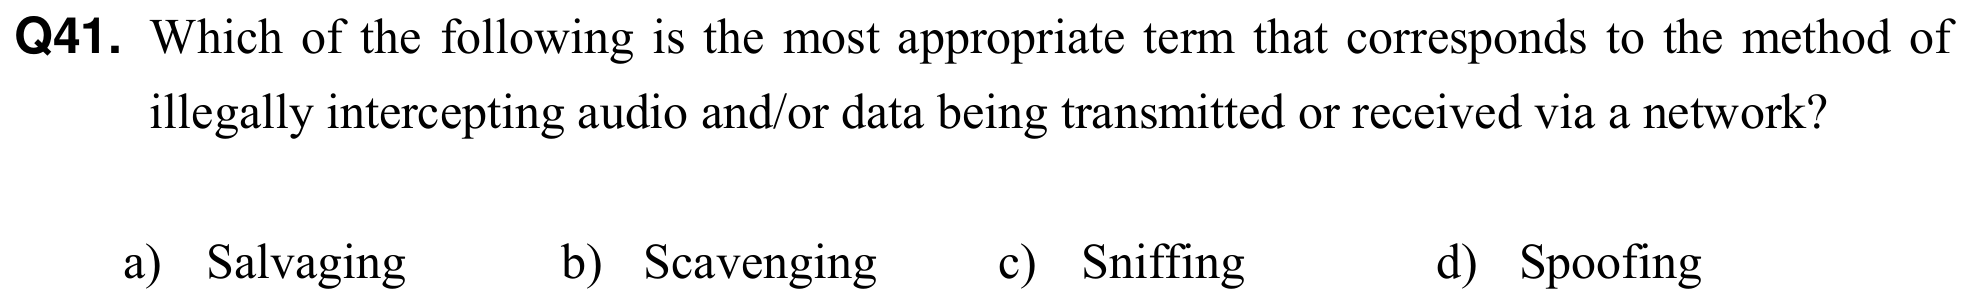 Q41. Which of the following is the most appropriate term that corresponds to the method of
illegally intercepting audio and/or data being transmitted or received via a network?
a) Salvaging b) Scavenging c) Sniffing d) Spoofing